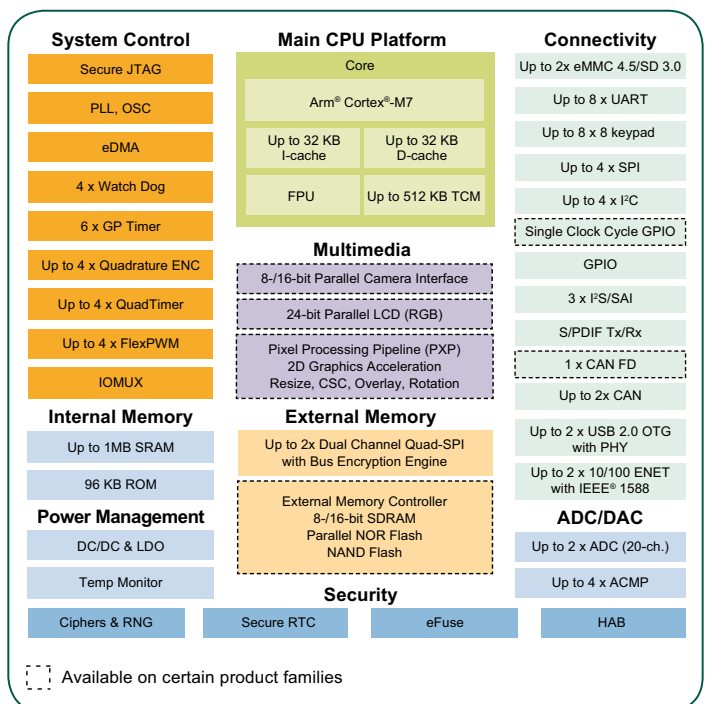 System Control
Secure JTAG
PLL, OSC
eDMA
4 x Watch Dog
6 x GP Timer
Up to 4 x Quadrature ENC
Up to 4 x QuadTimer
Up to 4 x FlexPWM
IOMUX
Internal Memory
Up to 1MB SRAM
96 KB ROM
Power Management
DC/DC & LDO
Temp Monitor
Main CPU Platform
Core
Arm® Cortex®-M7
Up to 32 KB
I-cache
Up to 32 KB
D-cache
FPU
Up to 512 KB TCM
Multimedia
8-/16-bit Parallel Camera Interface
24-bit Parallel LCD (RGB)
Pixel Processing Pipeline (PXP)
2D Graphics Acceleration
Resize, CSC, Overlay, Rotation
External Memory
Up to 2x Dual Channel Quad-SPI
with Bus Encryption Engine
External Memory Controller
8-/16-bit SDRAM
Parallel NOR Flash
NAND Flash
Connectivity
Up to 2x eMMC 4.5/SD 3.0
Up to 8 x UART
Up to 8 x 8 keypad
Up to 4 x SPI
Up to 4 x I²C
Single Clock Cycle GPIO
GPIO
3 x I²S/SAI
S/PDIF Tx/Rx
1 x CAN FD
Up to 2x CAN
Up to 2 x USB 2.0 OTG
with PHY
Up to 2 x 10/100 ENET
with IEEE® 1588
ADC/DAC
Up to 2 x ADC (20-ch.)
Up to 4 x ACMP
Security
Ciphers & RNG
Secure RTC
eFuse
HAB
Available on certain product families